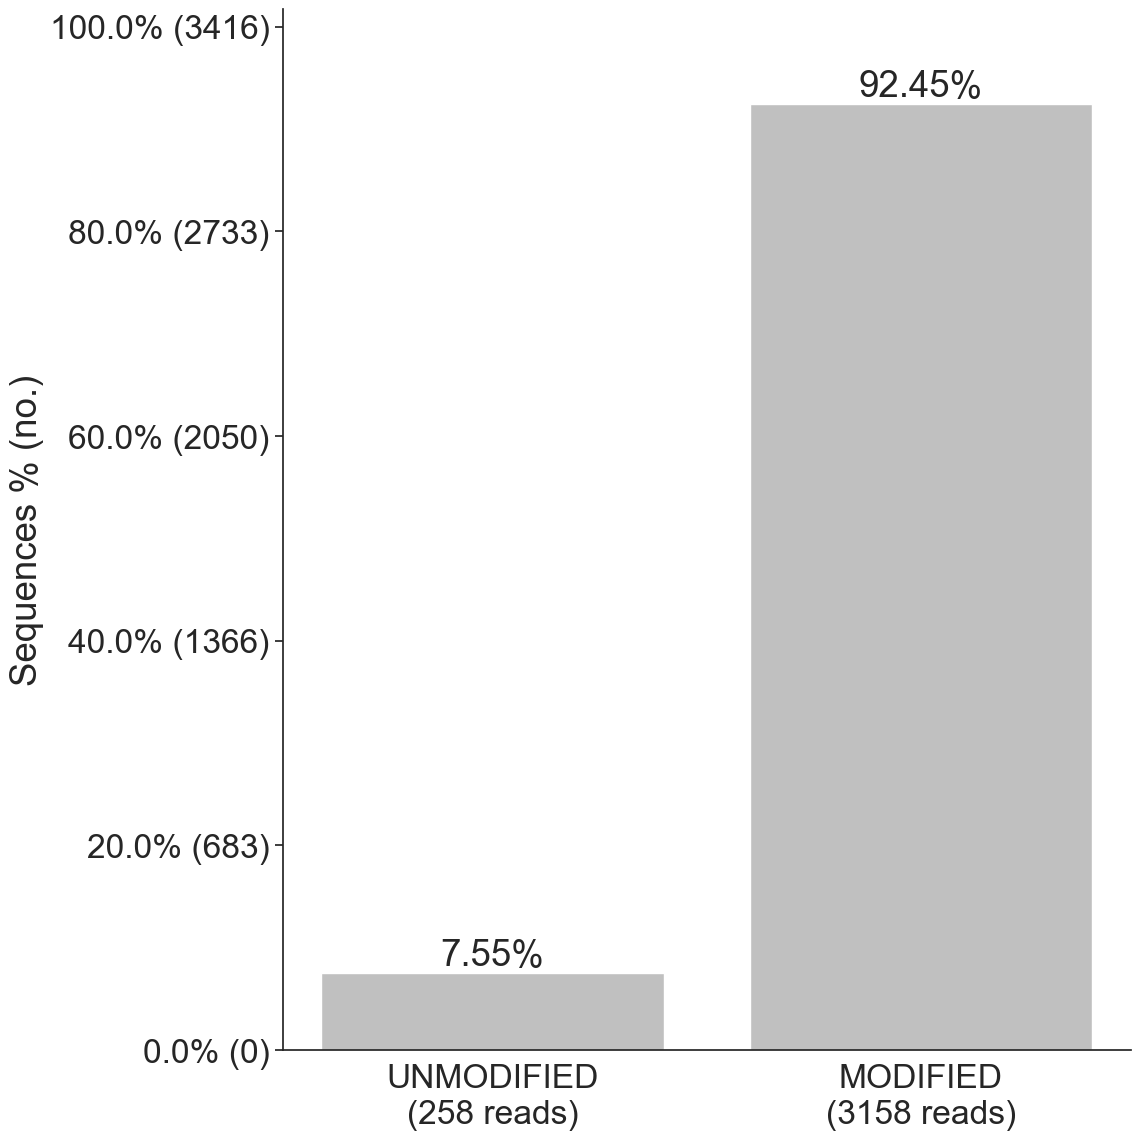 100.0% (3416)
92.45%
80.0% (2733)
60.0% (2050)
Sequences % (no.)
40.0% (1366)
20.0% (683)
7.55%
0.0% (0)
UNMODIFIED
(258 reads)
MODIFIED
(3158 reads)